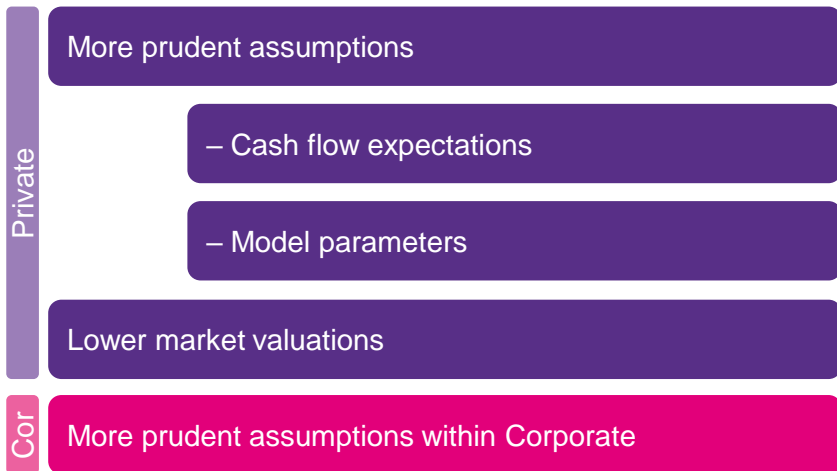 Private
More prudent assumptions
– Cash flow expectations
– Model parameters
Lower market valuations
Cor
More prudent assumptions within Corporate